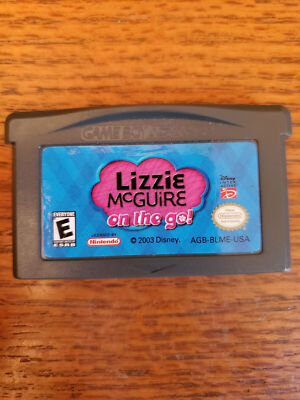 GAME BOY ADVANCE
Lizzie
McGUiRE
on the go!
Disney
INTERACTIVE
EVERYONE
E
ESRB
LICENSED BY
Nintendo
© 2003 Disney.
AGB-BLME-USA